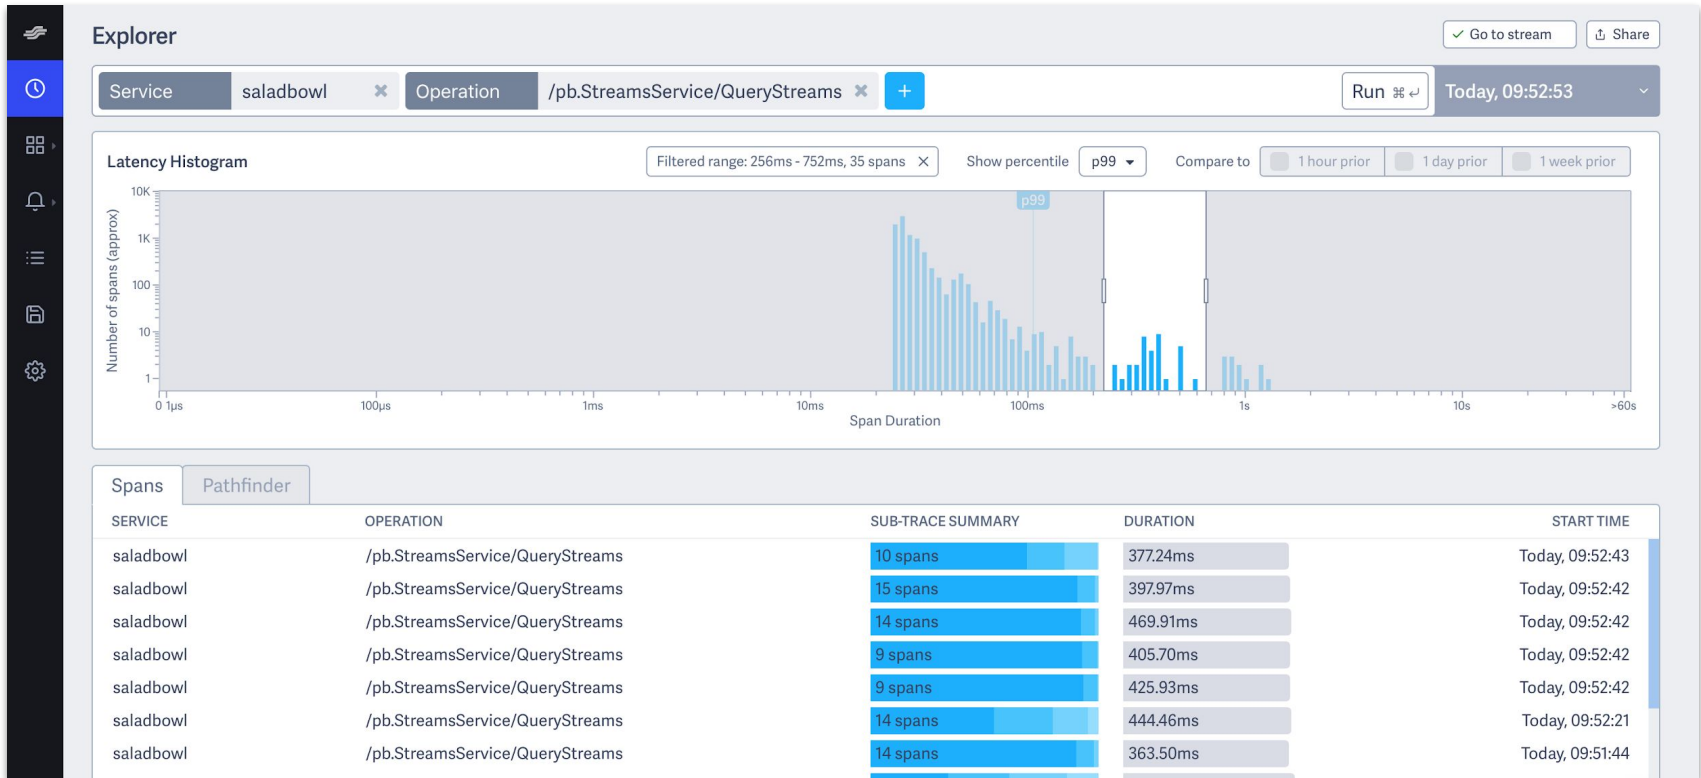 Explorer
Go to stream
Share
Service saladbowl Operation /pb.StreamsService/QueryStreams + Run ⌘ ↵ Today, 09:52:53
Latency Histogram
Filtered range: 256ms - 752ms, 35 spans
Show percentile p99
Compare to 1 hour prior 1 day prior 1 week prior
Number of spans (approx)
10K
1K
100
10
1
p99
0 1µs 100µs 1ms 10ms 100ms 1s 10s >60s
Span Duration
Spans Pathfinder
SERVICE OPERATION SUB-TRACE SUMMARY DURATION START TIME
saladbowl /pb.StreamsService/QueryStreams 10 spans 377.24ms Today, 09:52:43
saladbowl /pb.StreamsService/QueryStreams 15 spans 397.97ms Today, 09:52:42
saladbowl /pb.StreamsService/QueryStreams 14 spans 469.91ms Today, 09:52:42
saladbowl /pb.StreamsService/QueryStreams 9 spans 405.70ms Today, 09:52:42
saladbowl /pb.StreamsService/QueryStreams 9 spans 425.93ms Today, 09:52:42
saladbowl /pb.StreamsService/QueryStreams 14 spans 444.46ms Today, 09:52:21
saladbowl /pb.StreamsService/QueryStreams 14 spans 363.50ms Today, 09:51:44